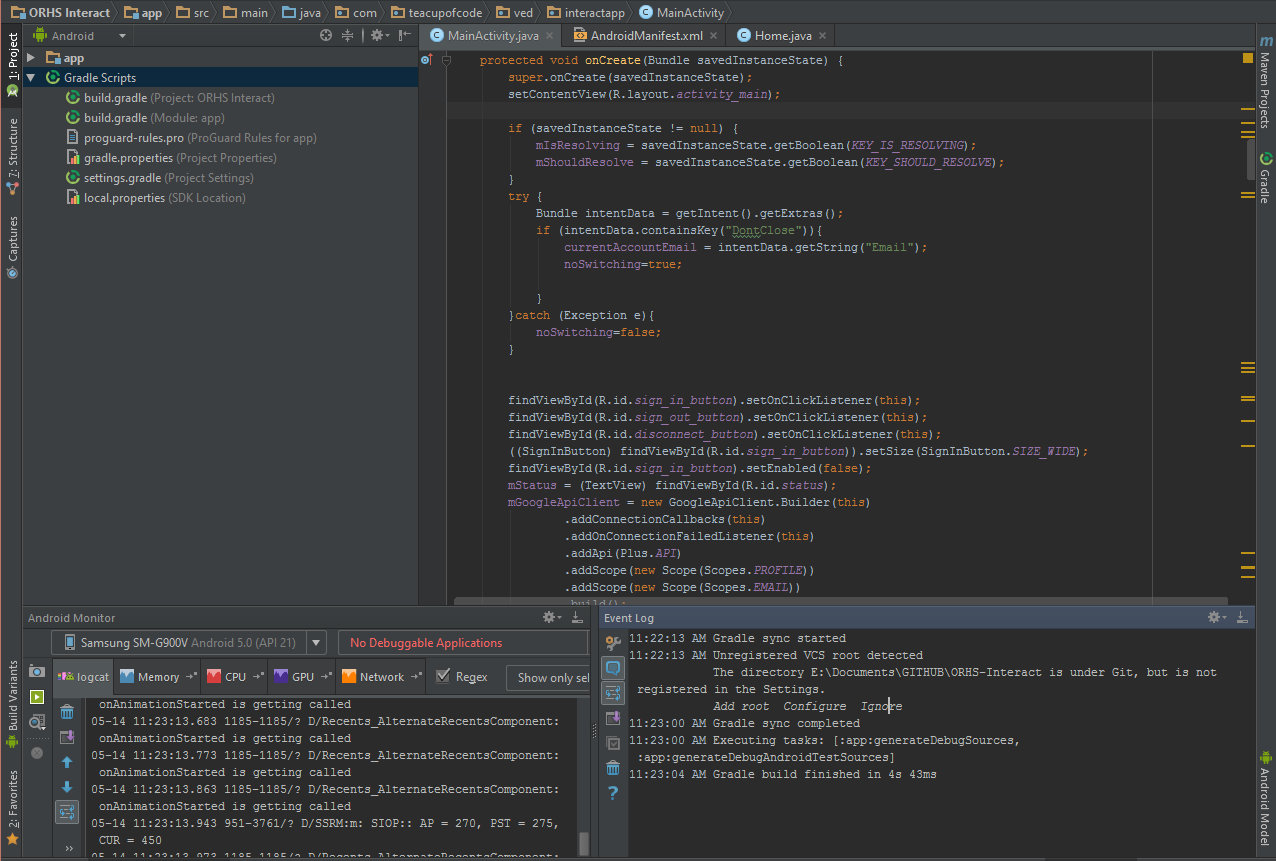 ORHS Interact app src main java com teacupofcode ved interactapp MainActivity
Android
MainActivity.java AndroidManifest.xml Home.java
1: Project
7: Structure
Captures
Build Variants
2: Favorites
app
Gradle Scripts
build.gradle (Project: ORHS Interact)
build.gradle (Module: app)
proguard-rules.pro (ProGuard Rules for app)
gradle.properties (Project Properties)
settings.gradle (Project Settings)
local.properties (SDK Location)
protected void onCreate(Bundle savedInstanceState) {
super.onCreate(savedInstanceState);
setContentView(R.layout.activity_main);
if (savedInstanceState != null) {
mIsResolving = savedInstanceState.getBoolean(KEY_IS_RESOLVING);
mShouldResolve = savedInstanceState.getBoolean(KEY_SHOULD_RESOLVE);
}
try {
Bundle intentData = getIntent().getExtras();
if (intentData.containsKey("DontClose")){
currentAccountEmail = intentData.getString("Email");
noSwitching=true;
}
}catch (Exception e){
noSwitching=false;
}
findViewById(R.id.sign_in_button).setOnClickListener(this);
findViewById(R.id.sign_out_button).setOnClickListener(this);
findViewById(R.id.disconnect_button).setOnClickListener(this);
((SignInButton) findViewById(R.id.sign_in_button)).setSize(SignInButton.SIZE_WIDE);
findViewById(R.id.sign_in_button).setEnabled(false);
mStatus = (TextView) findViewById(R.id.status);
mGoogleApiClient = new GoogleApiClient.Builder(this)
.addConnectionCallbacks(this)
.addOnConnectionFailedListener(this)
.addApi(Plus.API)
.addScope(new Scope(Scopes.PROFILE))
.addScope(new Scope(Scopes.EMAIL))
.build();
m Maven Projects
Gradle
Android Model
Android Monitor
Samsung SM-G900V Android 5.0 (API 21)
No Debuggable Applications
logcat Memory CPU GPU Network Regex Show only sel
onAnimationStarted is getting called
05-14 11:23:13.683 1185-1185/? D/Recents_AlternateRecentsComponent:
onAnimationStarted is getting called
05-14 11:23:13.773 1185-1185/? D/Recents_AlternateRecentsComponent:
onAnimationStarted is getting called
05-14 11:23:13.863 1185-1185/? D/Recents_AlternateRecentsComponent:
onAnimationStarted is getting called
05-14 11:23:13.943 951-3761/? D/SSRM:m: SIOP:: AP = 270, PST = 275,
CUR = 450
05-14 11:23:13.973 1185-1185/? D/Recents_AlternateRecentsComponent:
Event Log
11:22:13 AM Gradle sync started
11:22:13 AM Unregistered VCS root detected
The directory E:\Documents\GITHUB\ORHS-Interact is under Git, but is not
registered in the Settings.
Add root Configure Ignore
11:23:00 AM Gradle sync completed
11:23:00 AM Executing tasks: [:app:generateDebugSources,
:app:generateDebugAndroidTestSources]
11:23:04 AM Gradle build finished in 4s 43ms